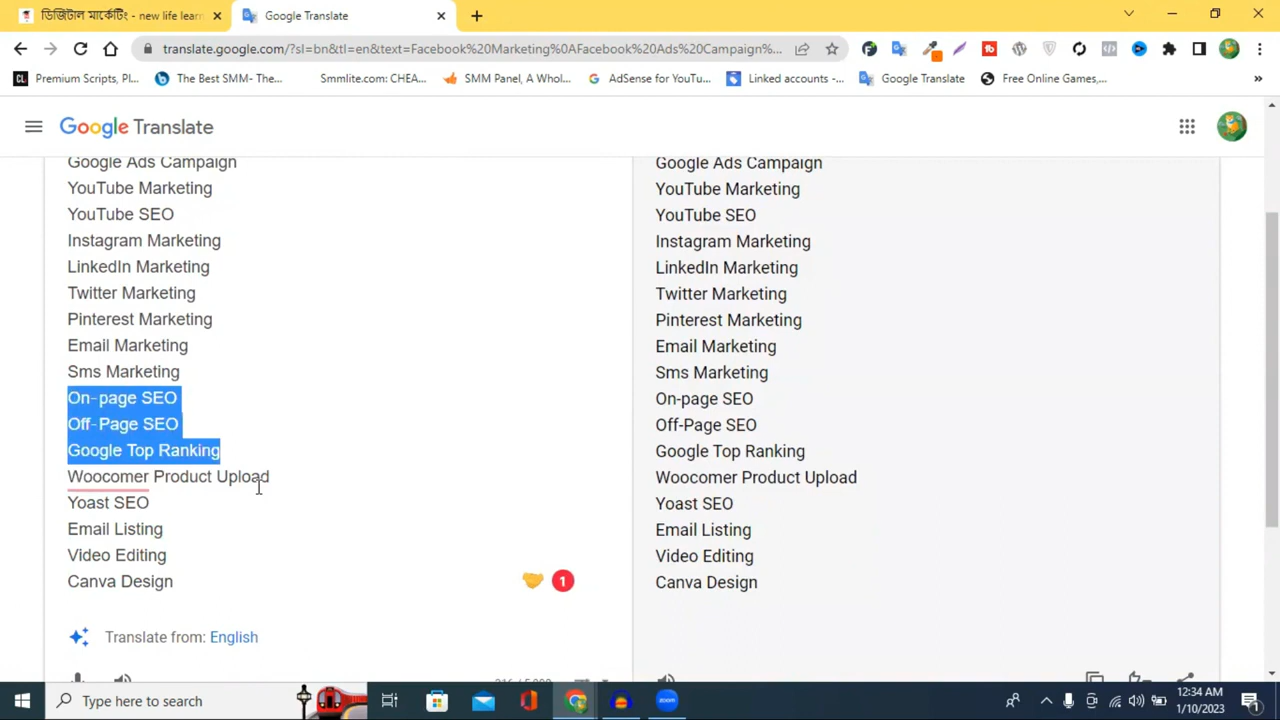 ডিজিটাল মার্কেটিং - new life lear
Google Translate
translate.google.com/?sl=bn&tl=en&text=Facebook%20Marketing%0AFacebook%20Ads%20Campaign%...
Premium Scripts, Pl...
The Best SMM- The...
Smmlite.com: CHEA...
SMM Panel, A Whol...
AdSense for YouTu...
Linked accounts -...
Google Translate
Free Online Games,...
»
Google Translate
Google Ads Campaign
YouTube Marketing
YouTube SEO
Instagram Marketing
LinkedIn Marketing
Twitter Marketing
Pinterest Marketing
Email Marketing
Sms Marketing
On-page SEO
Off-Page SEO
Google Top Ranking
Woocomer Product Upload
Yoast SEO
Email Listing
Video Editing
Canva Design
1
Translate from: English
Google Ads Campaign
YouTube Marketing
YouTube SEO
Instagram Marketing
LinkedIn Marketing
Twitter Marketing
Pinterest Marketing
Email Marketing
Sms Marketing
On-page SEO
Off-Page SEO
Google Top Ranking
Woocomer Product Upload
Yoast SEO
Email Listing
Video Editing
Canva Design
Type here to search
zoom
12:34 AM
1/10/2023
1